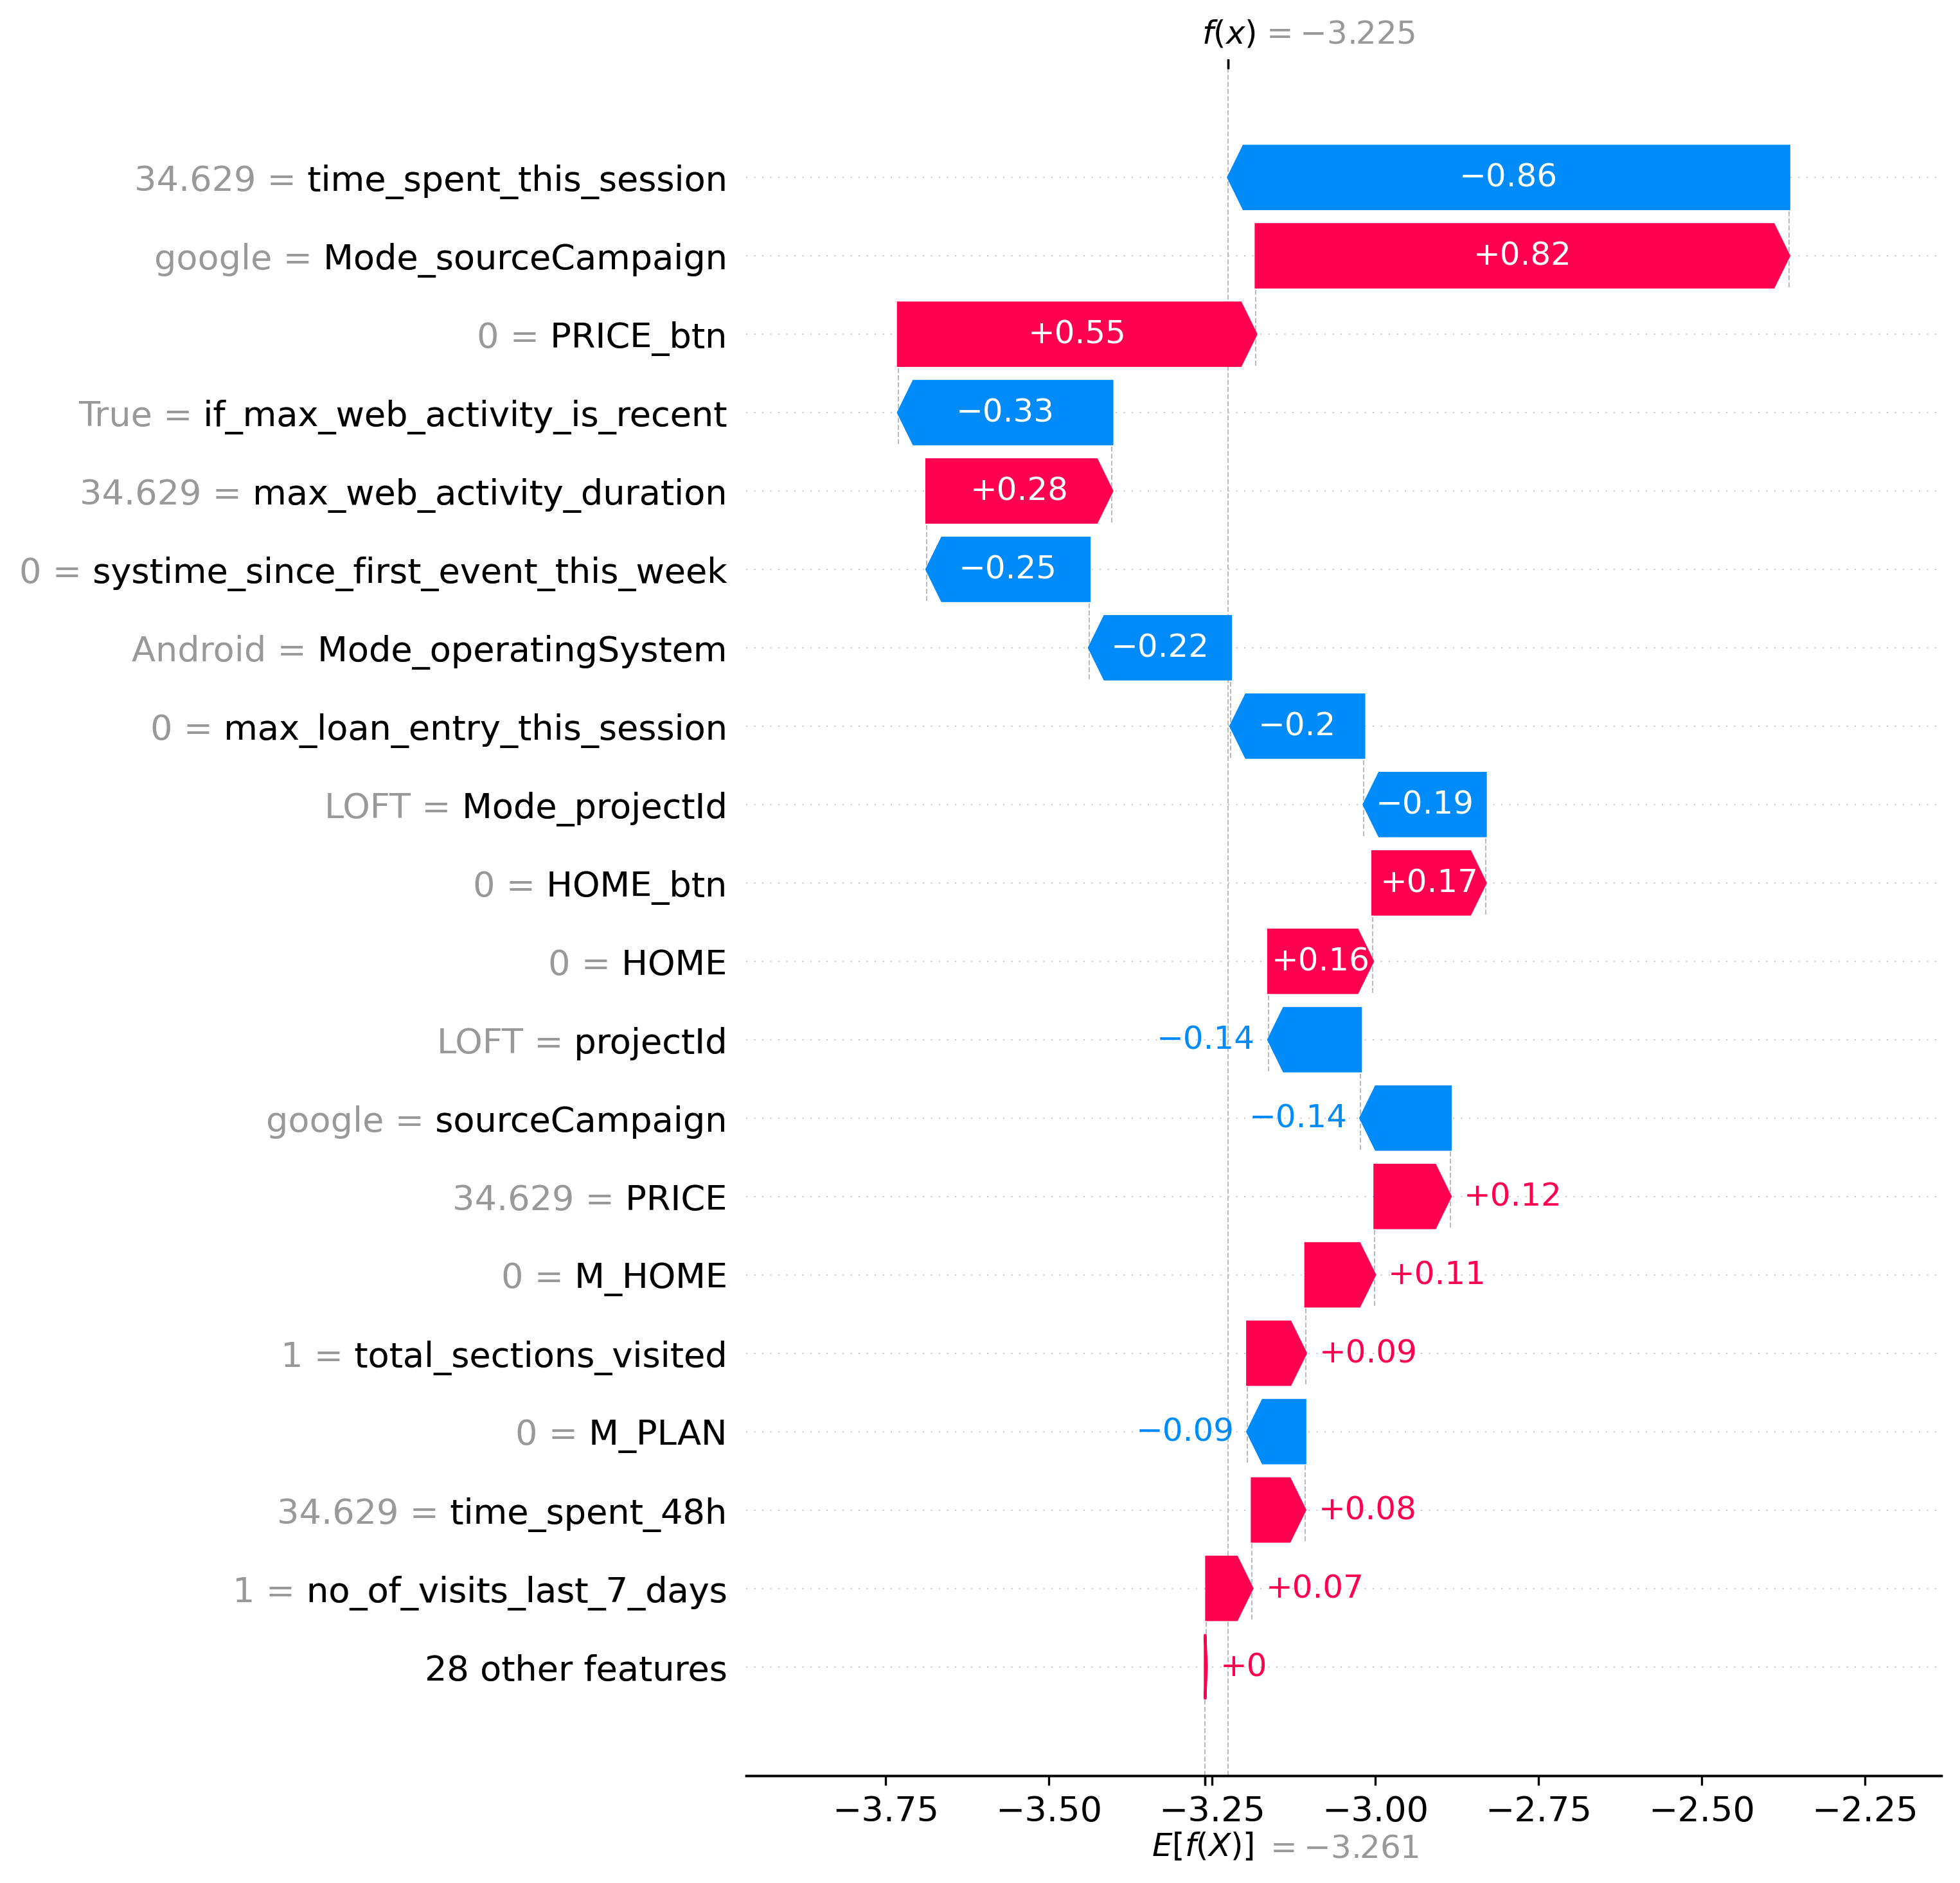 f(x) = −3.225
34.629 = time_spent_this_session −0.86
google = Mode_sourceCampaign +0.82
0 = PRICE_btn +0.55
True = if_max_web_activity_is_recent −0.33
34.629 = max_web_activity_duration +0.28
0 = systime_since_first_event_this_week −0.25
Android = Mode_operatingSystem −0.22
0 = max_loan_entry_this_session −0.2
LOFT = Mode_projectId −0.19
0 = HOME_btn +0.17
0 = HOME +0.16
LOFT = projectId −0.14
google = sourceCampaign −0.14
34.629 = PRICE +0.12
0 = M_HOME +0.11
1 = total_sections_visited +0.09
0 = M_PLAN −0.09
34.629 = time_spent_48h +0.08
1 = no_of_visits_last_7_days +0.07
28 other features +0
−3.75 −3.50 −3.25 −3.00 −2.75 −2.50 −2.25
E[f(X)] = −3.261